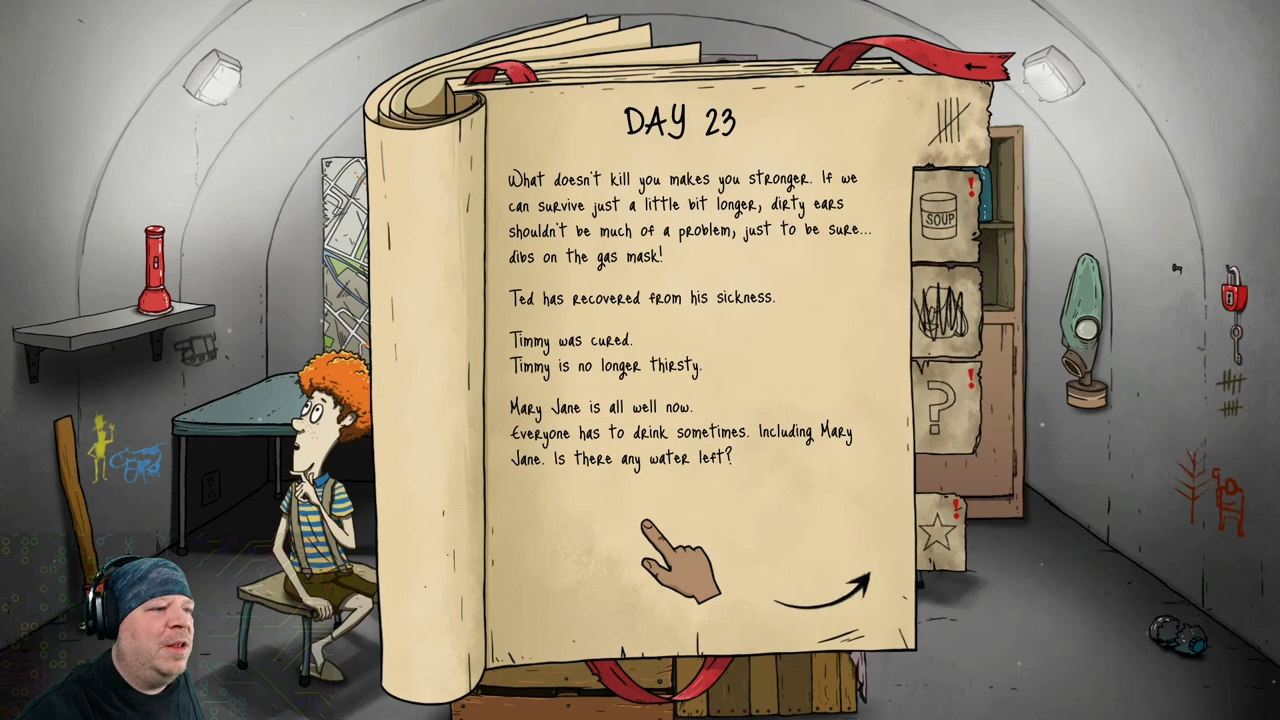 DAY 23
What doesn't kill you makes you stronger. If we
can survive just a little bit longer, dirty ears
shouldn't be much of a problem, just to be sure...
dibs on the gas mask!
Ted has recovered from his sickness.
Timmy was cured.
Timmy is no longer thirsty.
Mary Jane is all well now.
Everyone has to drink sometimes. Including Mary
Jane. Is there any water left?
!
SOUP
!
?
!